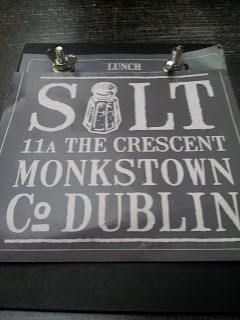 LUNCH
SALT
11A THE CRESCENT
MONKSTOWN
Co DUBLIN